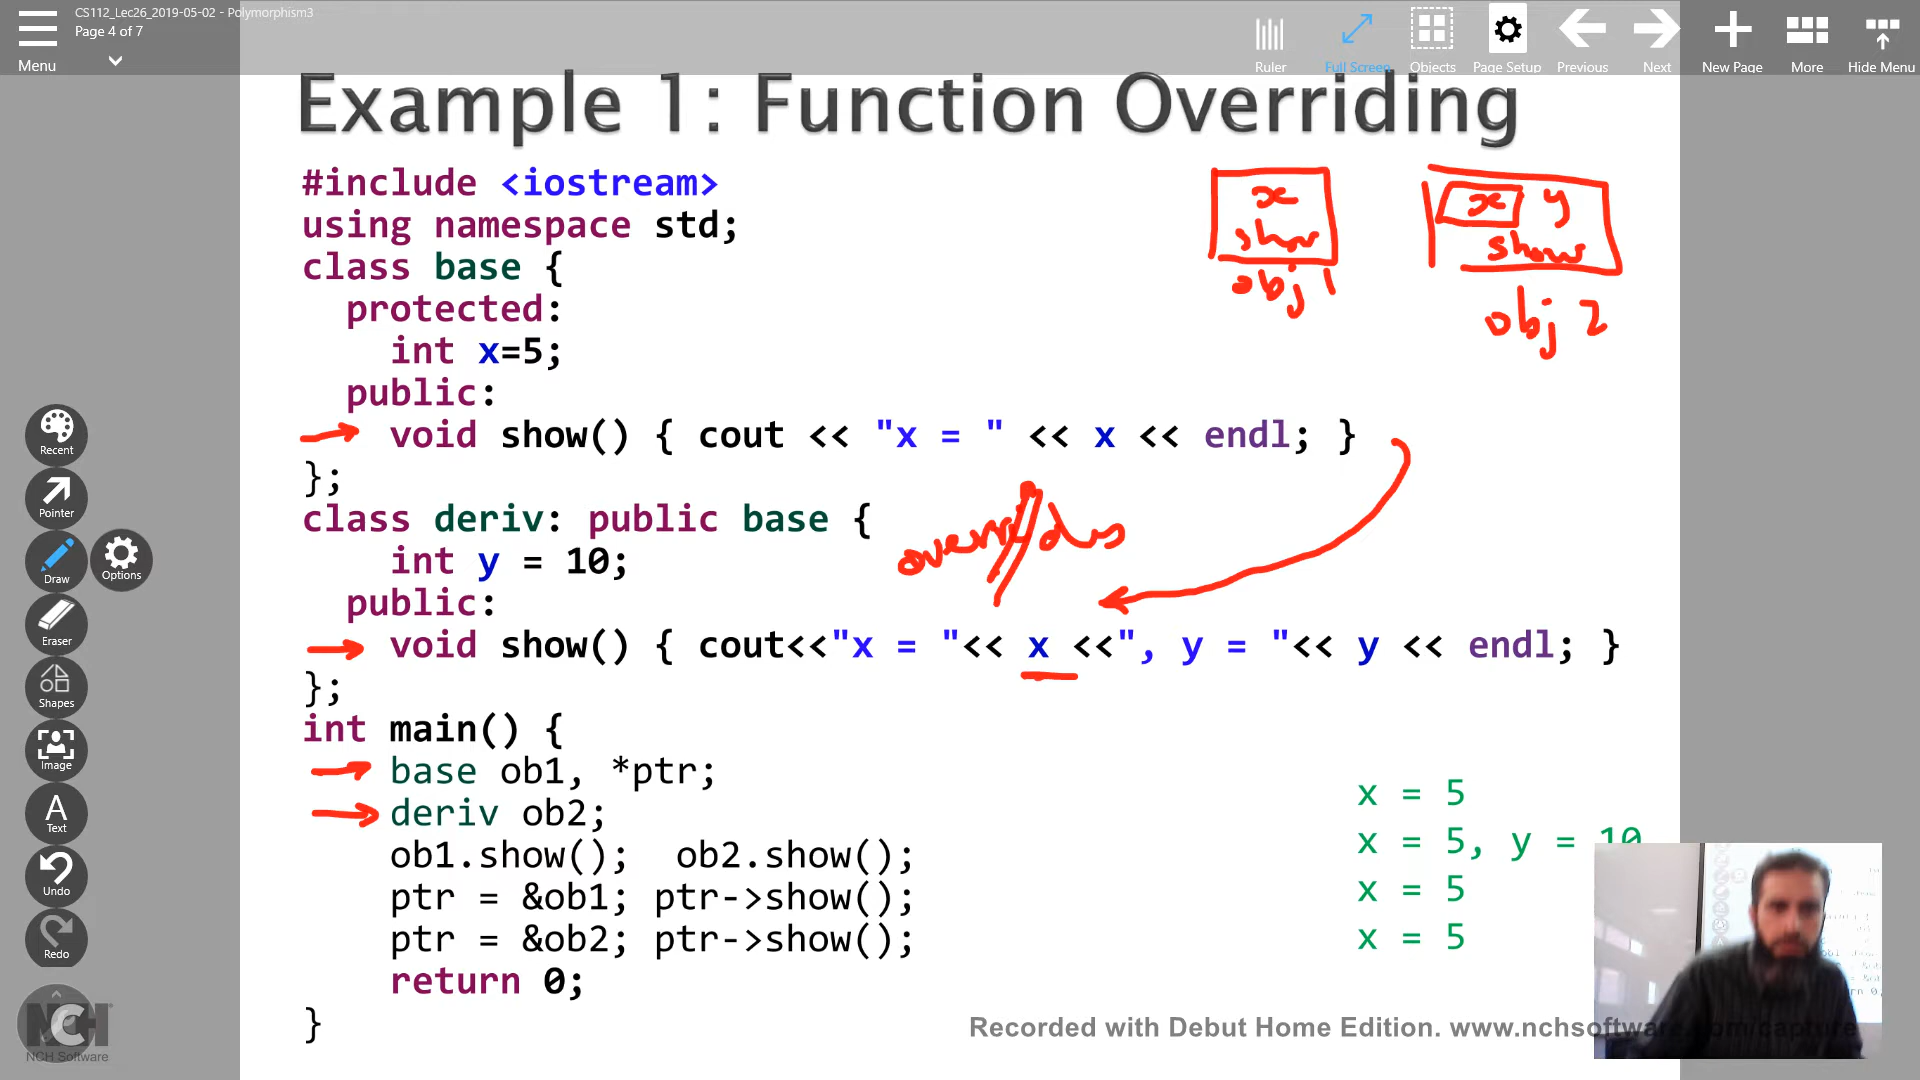 CS112_Lec26_2019-05-02 - Polymorphism3
Page 4 of 7
Menu
Ruler
Full Screen
Objects
Page Setup
Previous
Next
New Page
More
Hide Menu
Example 1: Function Overriding
#include <iostream>
using namespace std;
class base {
protected:
int x=5;
public:
void show() { cout << "x = " << x << endl; }
};
class deriv: public base {
int y = 10;
public:
void show() { cout<<"x = "<< x <<", y = "<< y << endl; }
};
int main() {
base ob1, *ptr;
deriv ob2;
ob1.show(); ob2.show();
ptr = &ob1; ptr->show();
ptr = &ob2; ptr->show();
return 0;
}
x
show
obj 1
x y
show
obj 2
overrides
x = 5
x = 5, y = 10
x = 5
x = 5
Recent
Pointer
Draw
Options
Eraser
Shapes
Image
Text
Undo
Redo
NCH
NCH Software
Recorded with Debut Home Edition. www.nchsoftware.com/capture